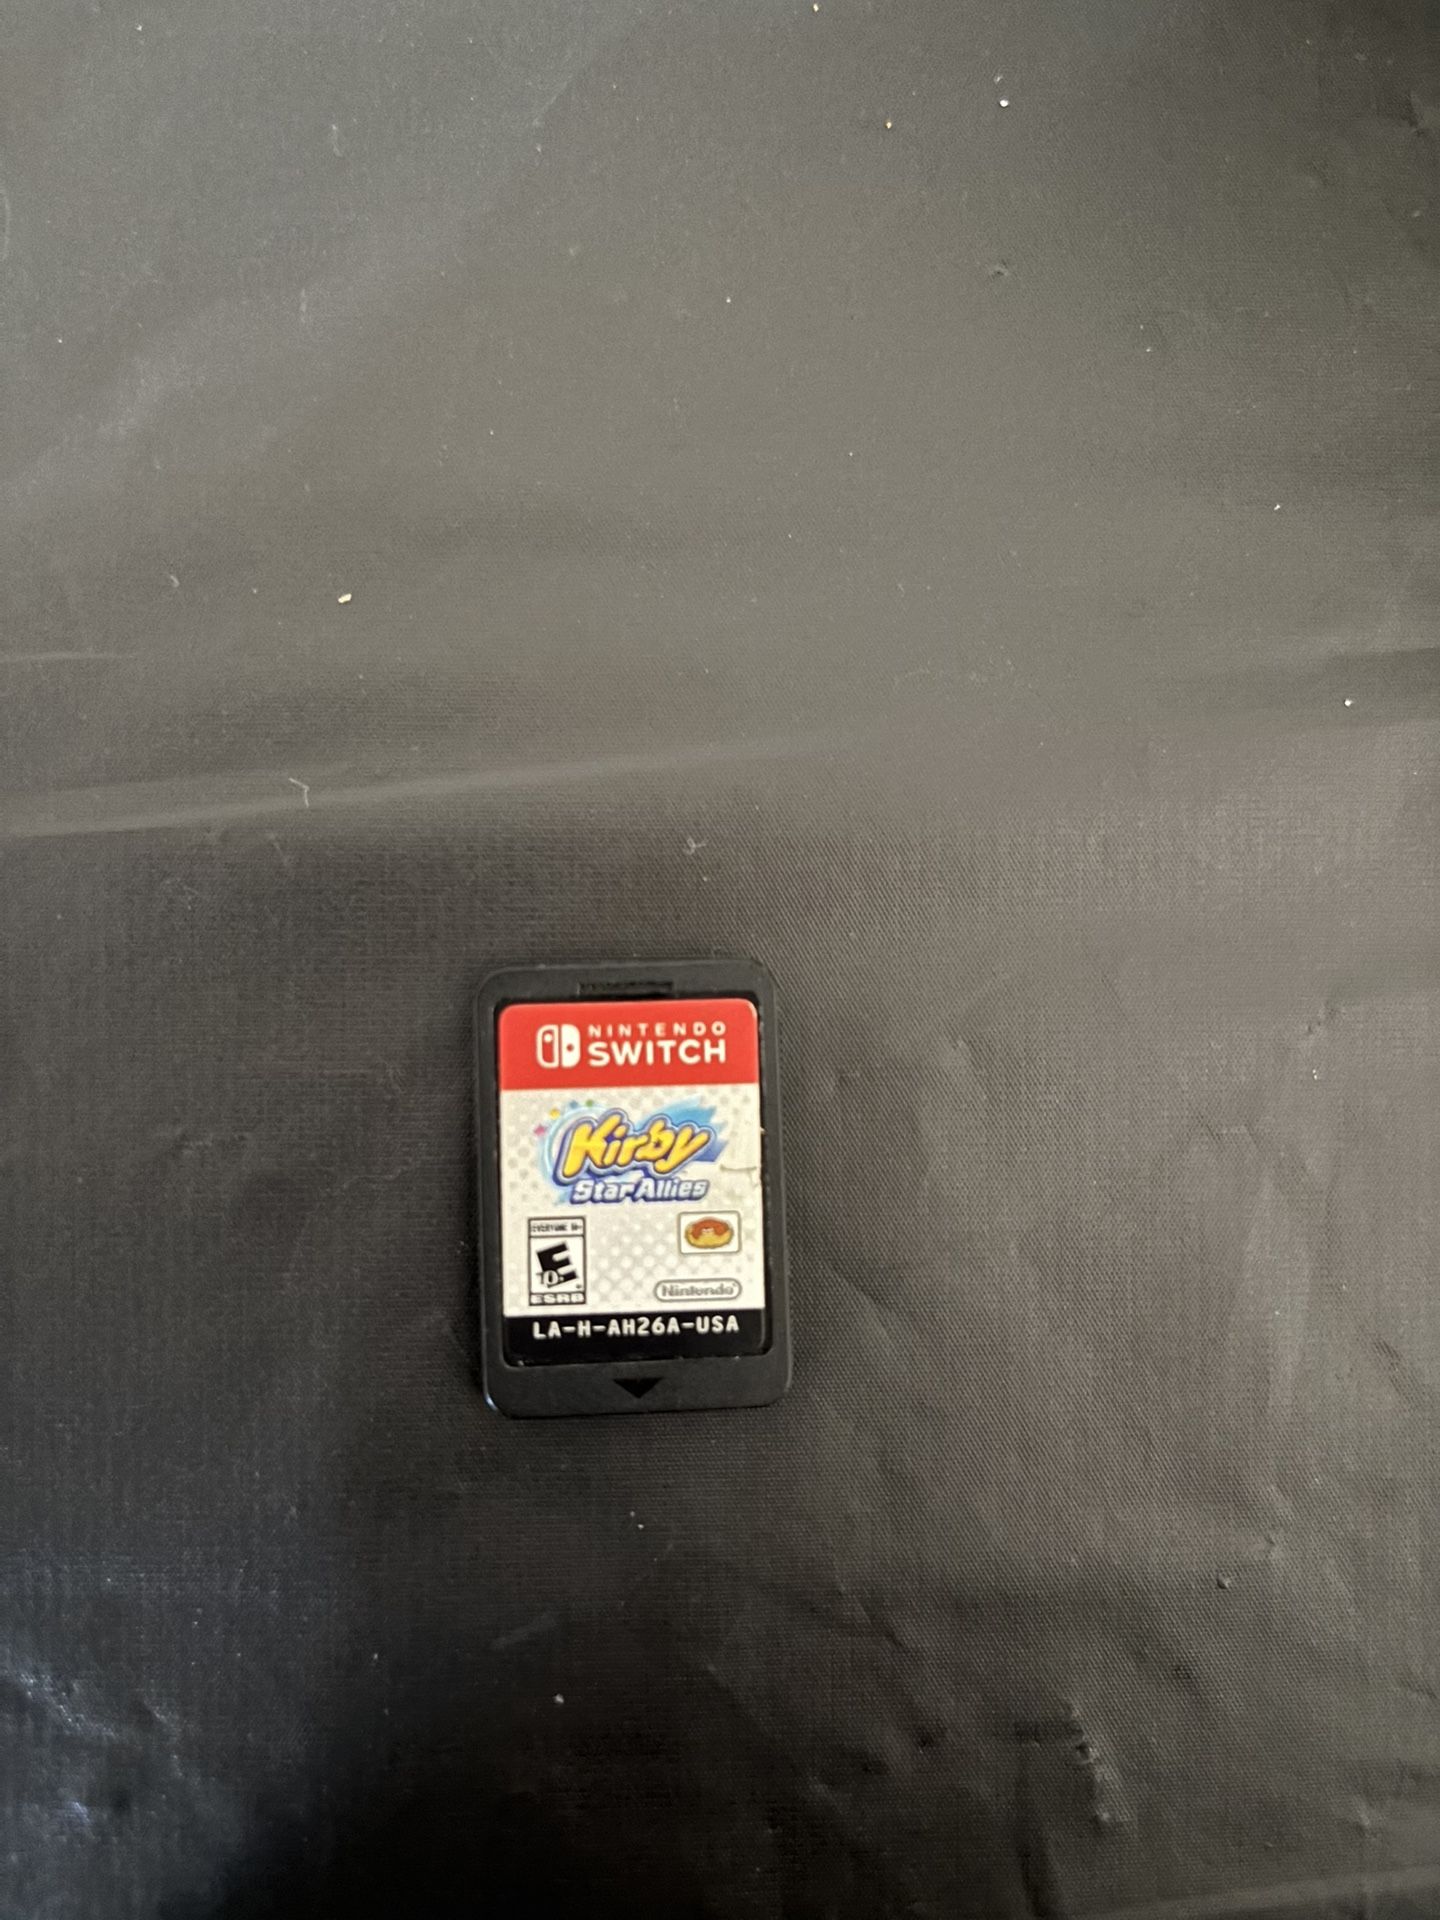 NINTENDO
SWITCH
Kirby
Star Allies
EVERYONE 10+
E
10+
ESRB
Nintendo
LA-H-AH26A-USA